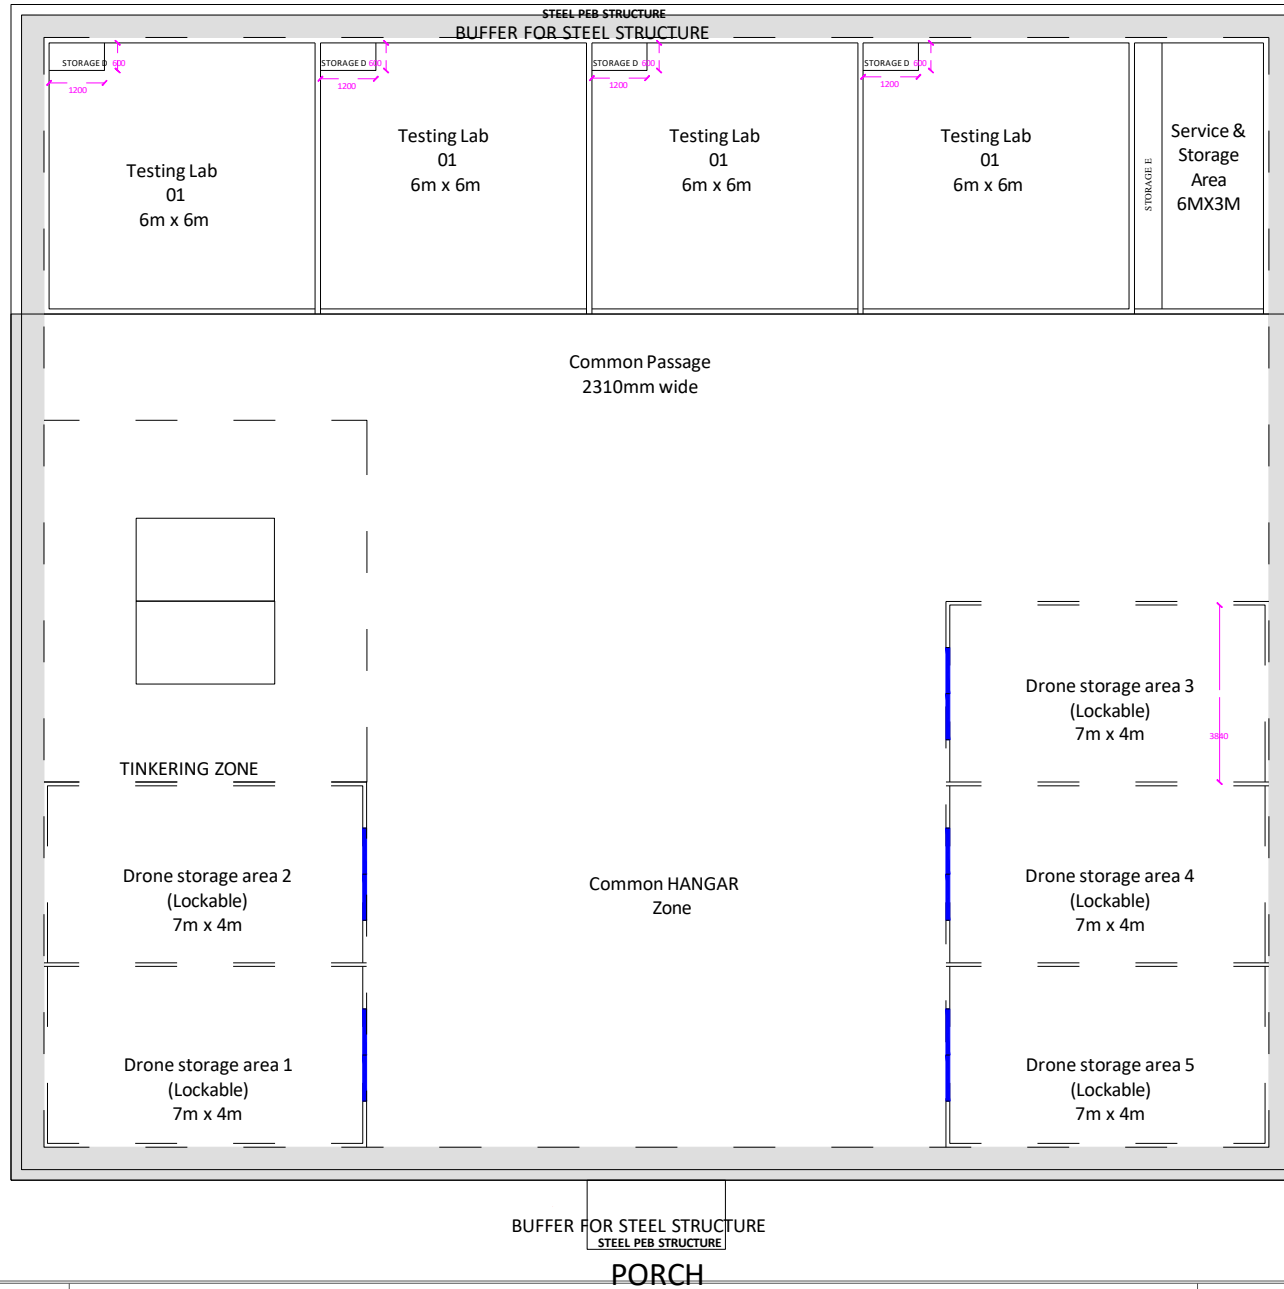 STEEL PEB STRUCTURE
BUFFER FOR STEEL STRUCTURE
STORAGE D 600
1200
STORAGE D 600
1200
STORAGE D 600
1200
STORAGE D 600
1200
Testing Lab
01
6m x 6m
Testing Lab
01
6m x 6m
Testing Lab
01
6m x 6m
Testing Lab
01
6m x 6m
STORAGE E
Service &
Storage
Area
6MX3M
Common Passage
2310mm wide
TINKERING ZONE
Drone storage area 3
(Lockable)
7m x 4m
3840
Drone storage area 2
(Lockable)
7m x 4m
Common HANGAR
Zone
Drone storage area 4
(Lockable)
7m x 4m
Drone storage area 1
(Lockable)
7m x 4m
Drone storage area 5
(Lockable)
7m x 4m
BUFFER FOR STEEL STRUCTURE
STEEL PEB STRUCTURE
PORCH